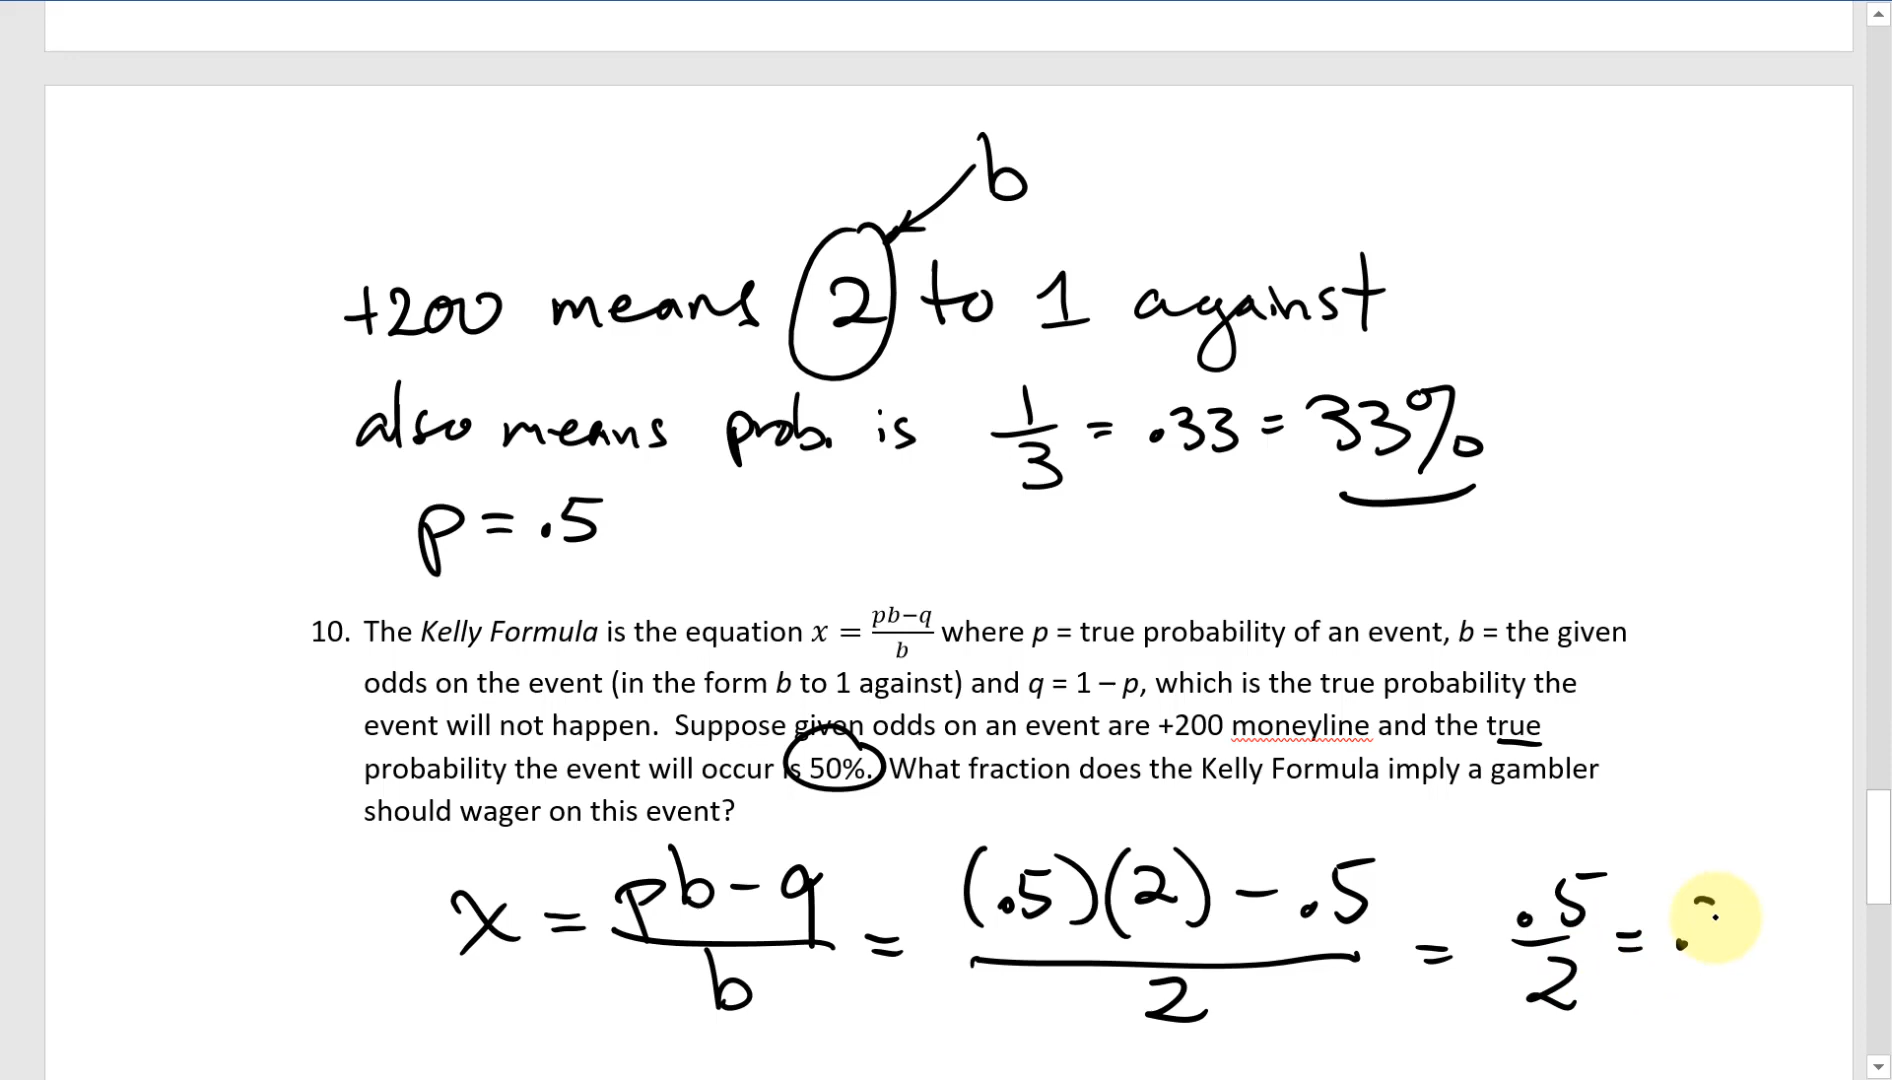 b
+200 means 2 to 1 against
also means prob. is 1/3 = .33 = 33%
p = .5
10. The Kelly Formula is the equation x = pb−q/b where p = true probability of an event, b = the given
odds on the event (in the form b to 1 against) and q = 1 – p, which is the true probability the
event will not happen. Suppose given odds on an event are +200 moneyline and the true
probability the event will occur is 50%. What fraction does the Kelly Formula imply a gambler
should wager on this event?
x = pb - q / b = (.5)(2) - .5 / 2 = .5 / 2 = .